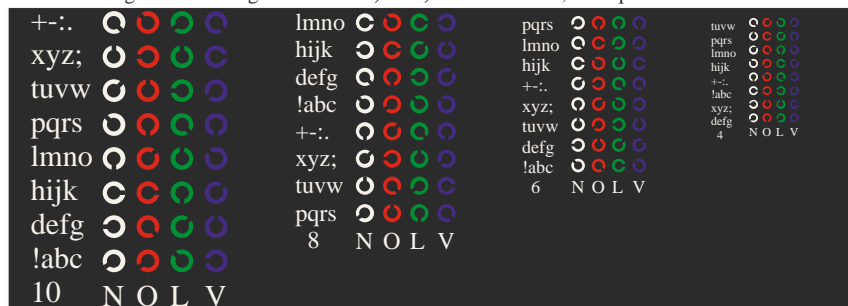 +-:.
xyz;
tuvw
pqrs
lmno
hijk
defg
!abc
10 N O L V
lmno
hijk
defg
!abc
+-:.
xyz;
tuvw
pqrs
8 N O L V
pqrs
lmno
hijk
+-:.
xyz;
tuvw
defg
!abc
6 N O L V
tuvw
pqrs
lmno
hijk
+-:.
!abc
xyz;
defg
4 N O L V